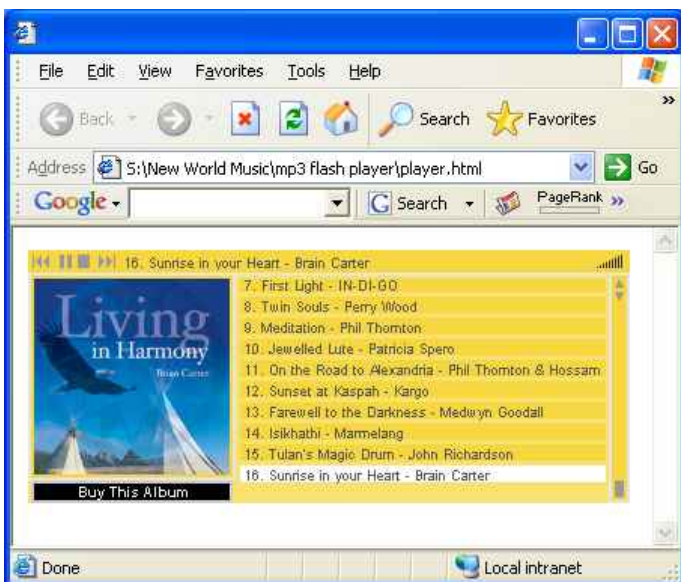 File Edit View Favorites Tools Help
Back Search Favorites »
Address S:\New World Music\mp3 flash player\player.html Go
Google Search PageRank »
16. Sunrise in your Heart - Brain Carter
Living
in Harmony
Brian Carter
Buy This Album
7. First Light - IN-DI-GO
8. Twin Souls - Perry Wood
9. Meditation - Phil Thornton
10. Jewelled Lute - Patricia Spero
11. On the Road to Alexandria - Phil Thornton & Hossam
12. Sunset at Kaspah - Kargo
13. Farewell to the Darkness - Medwyn Goodall
14. Isikhathi - Marmelang
15. Tulan's Magic Drum - John Richardson
16. Sunrise in your Heart - Brain Carter
Done Local intranet